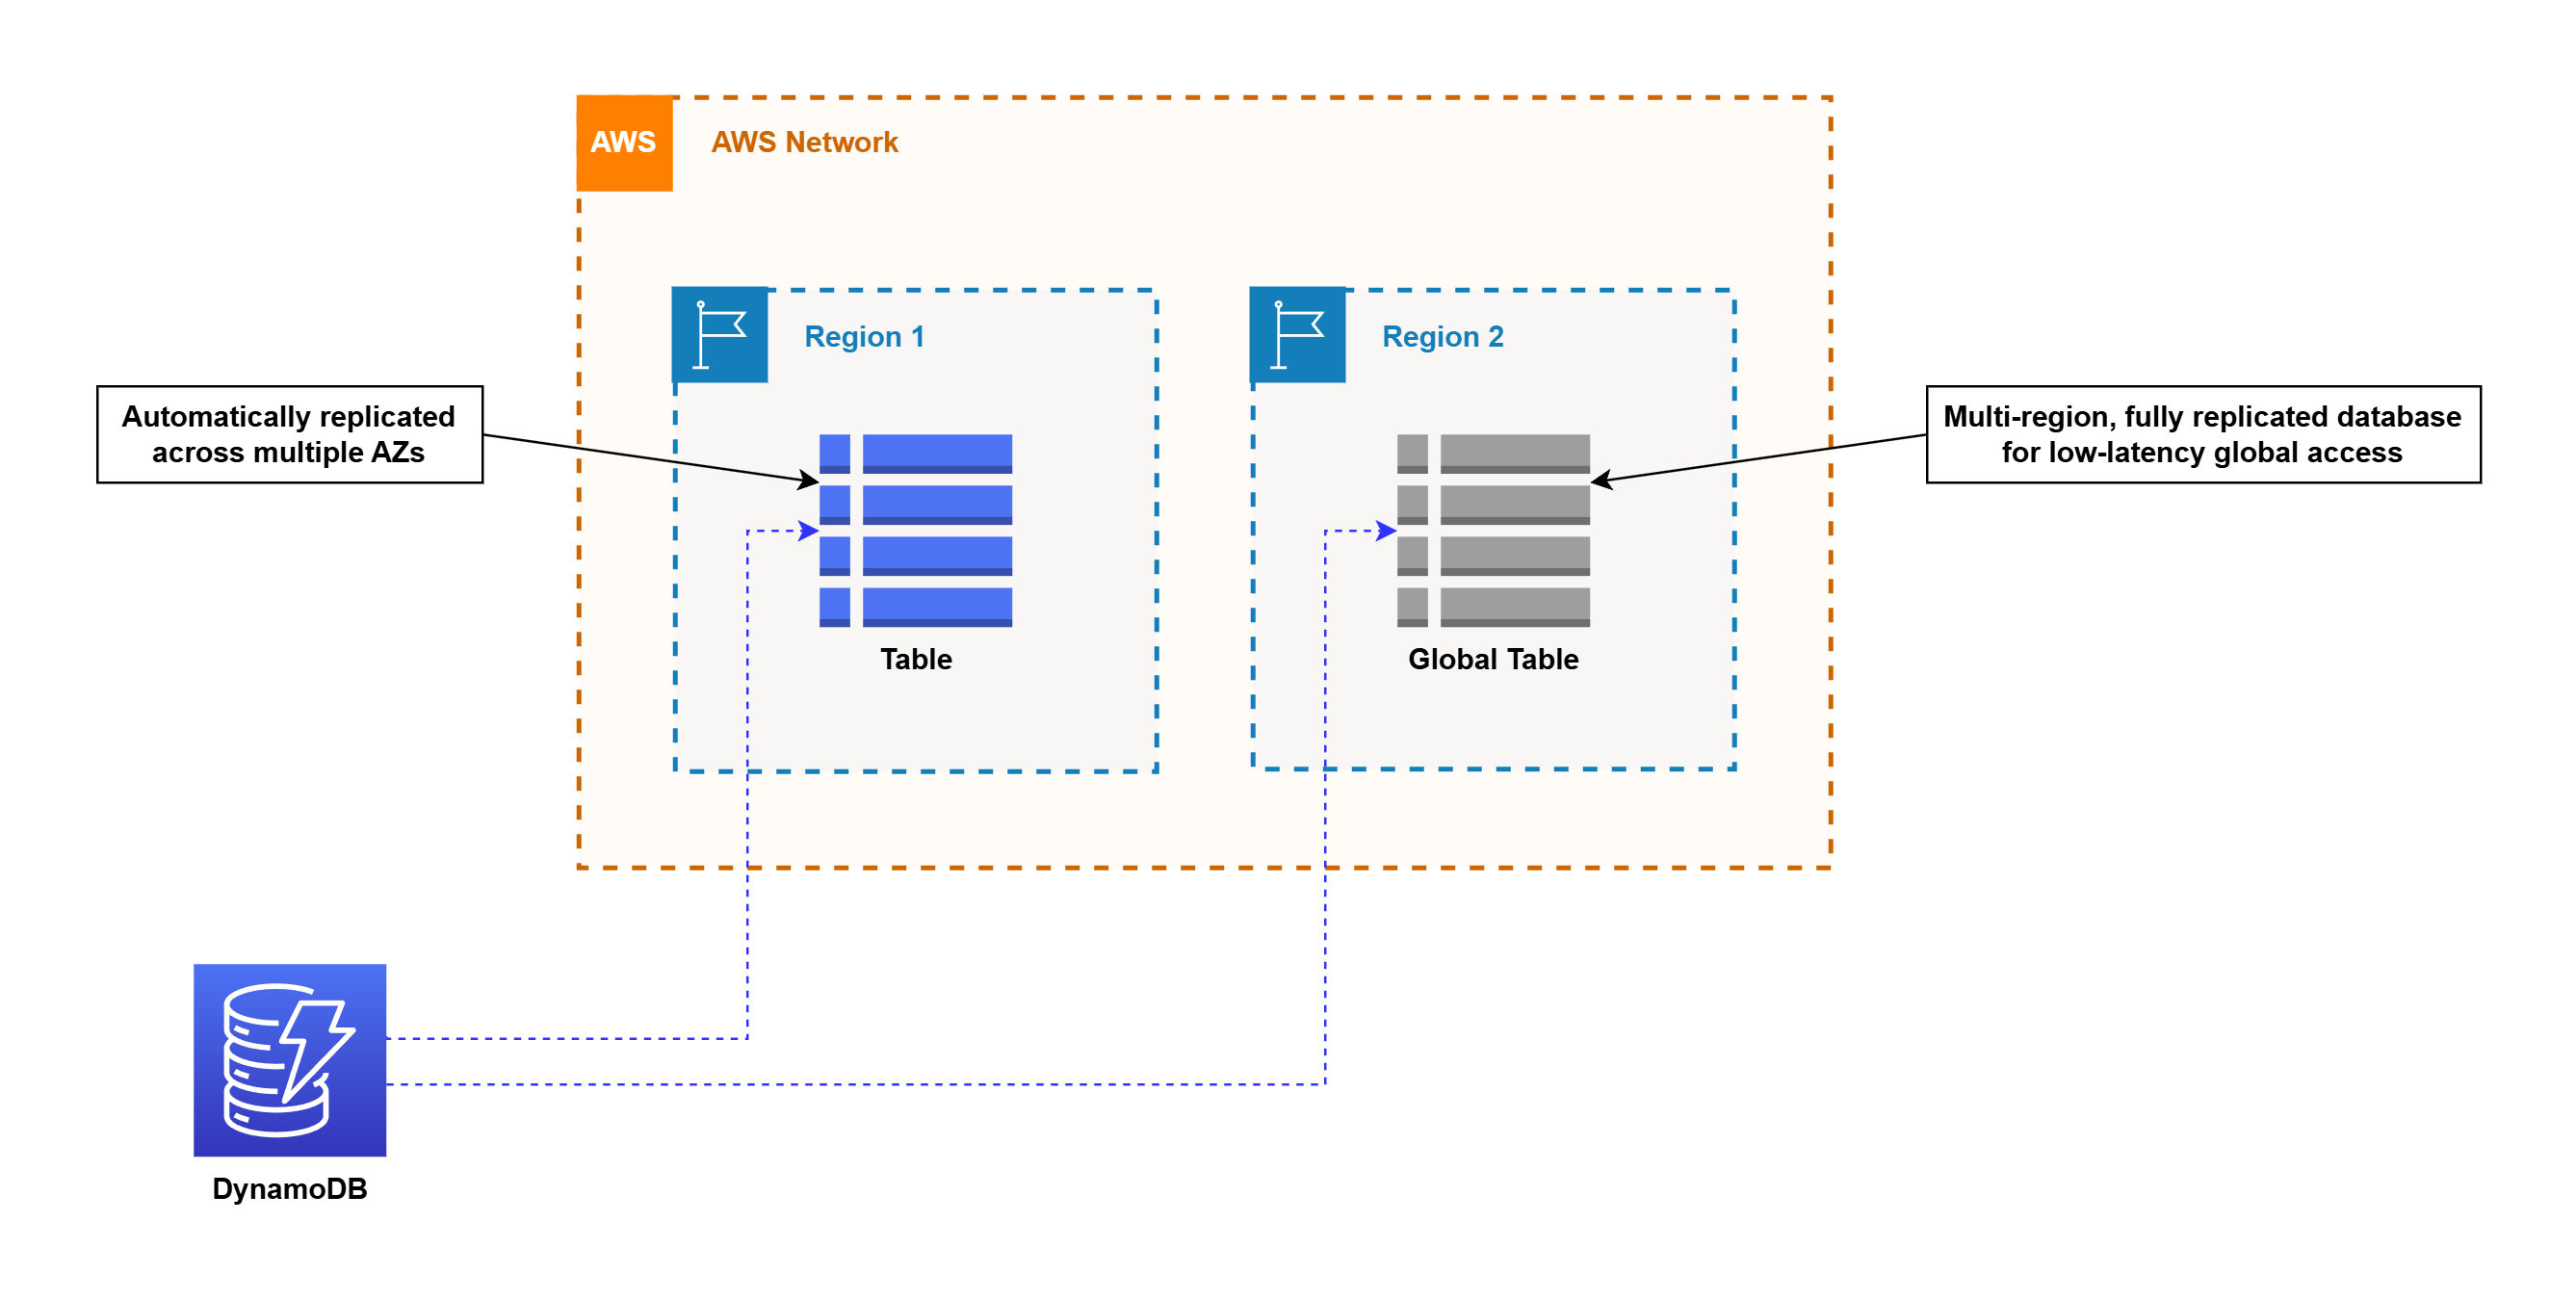 AWS
AWS Network
Region 1
Region 2
Automatically replicated
across multiple AZs
Multi-region, fully replicated database
for low-latency global access
Table
Global Table
DynamoDB